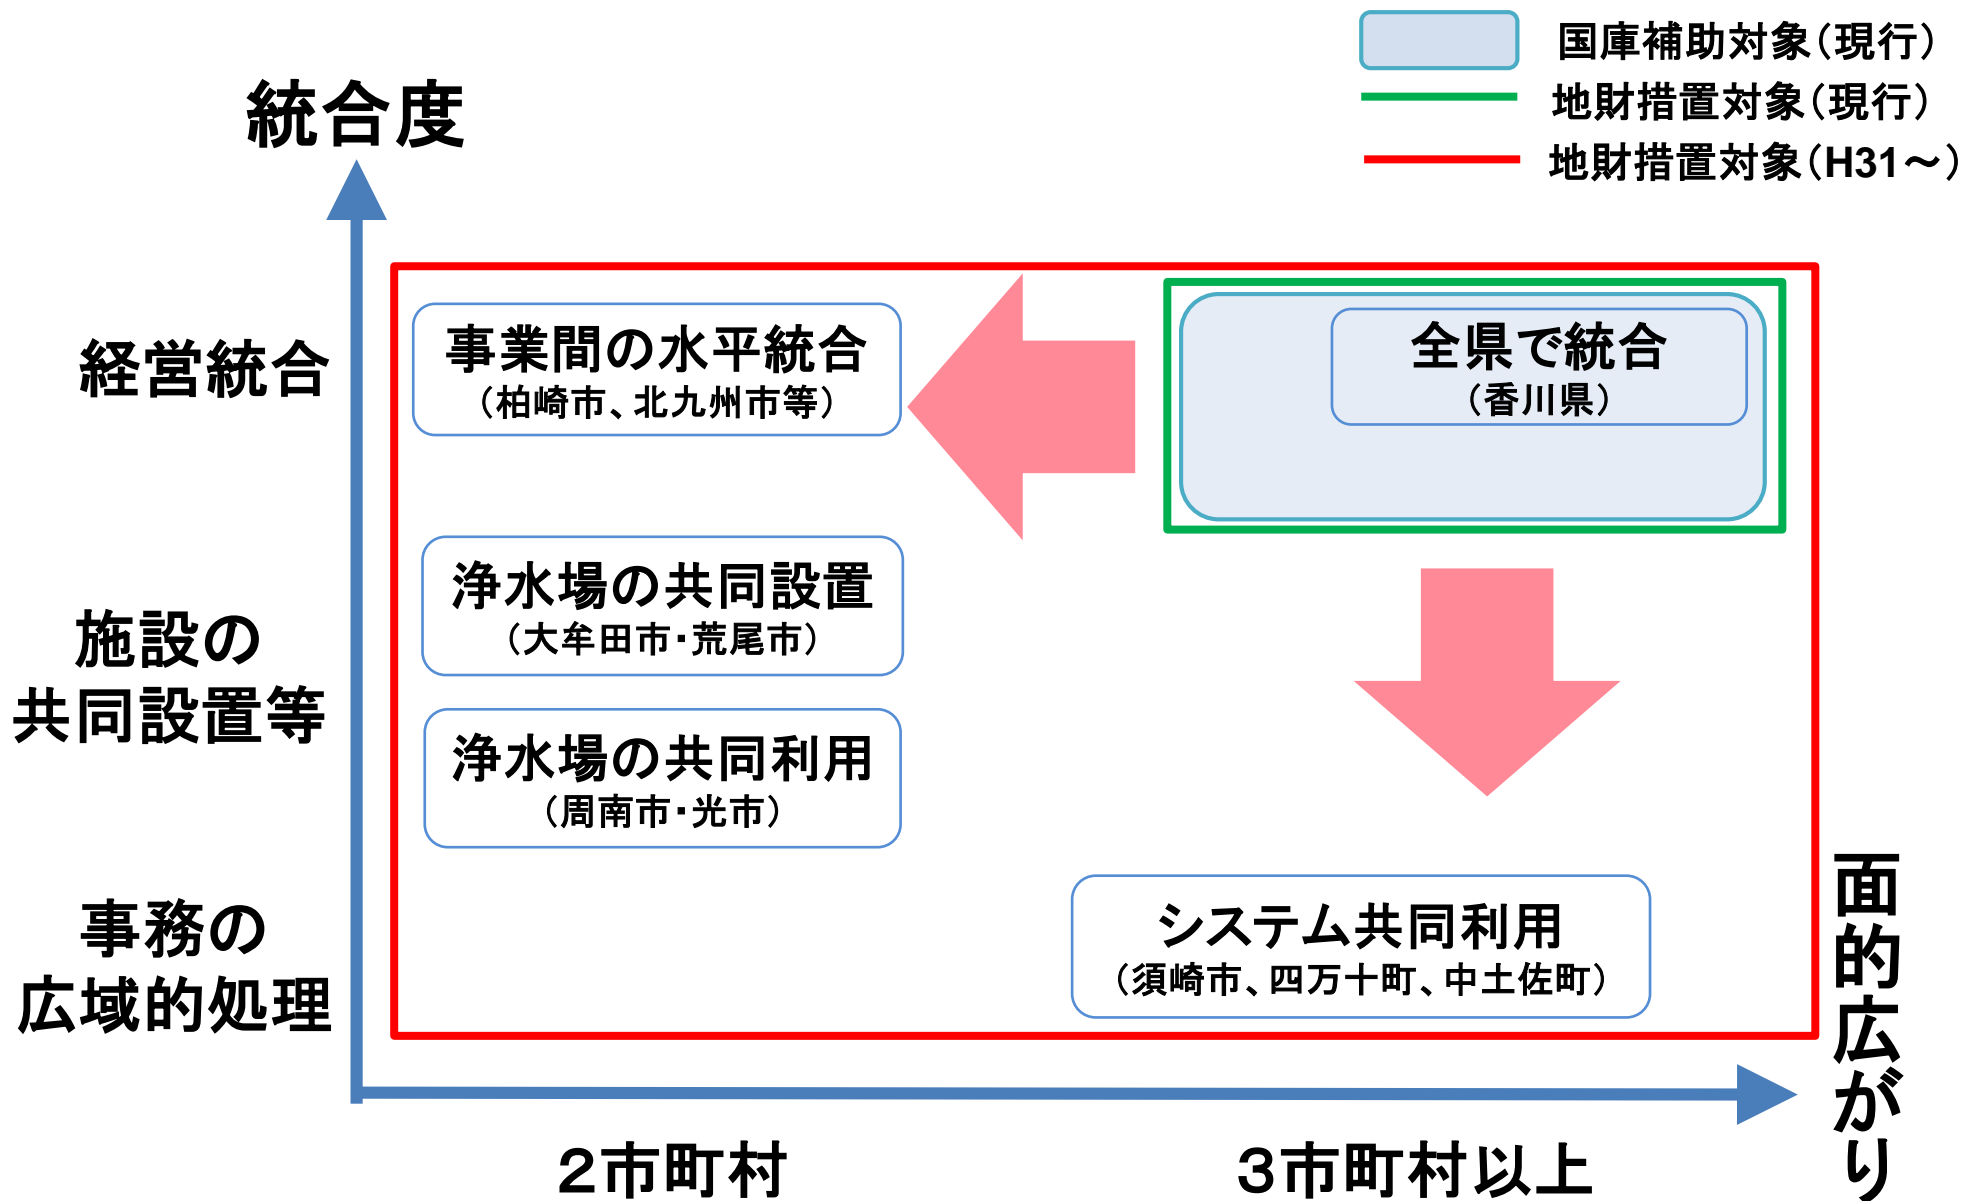 国庫補助対象（現行）
地財措置対象（現行）
地財措置対象（H31～）
統合度
経営統合
事業間の水平統合
（柏崎市、北九州市等）
全県で統合
（香川県）
施設の
共同設置等
浄水場の共同設置
（大牟田市・荒尾市）
浄水場の共同利用
（周南市・光市）
事務の
広域的処理
システム共同利用
（須崎市、四万十町、中土佐町）
面的広がり
２市町村
３市町村以上